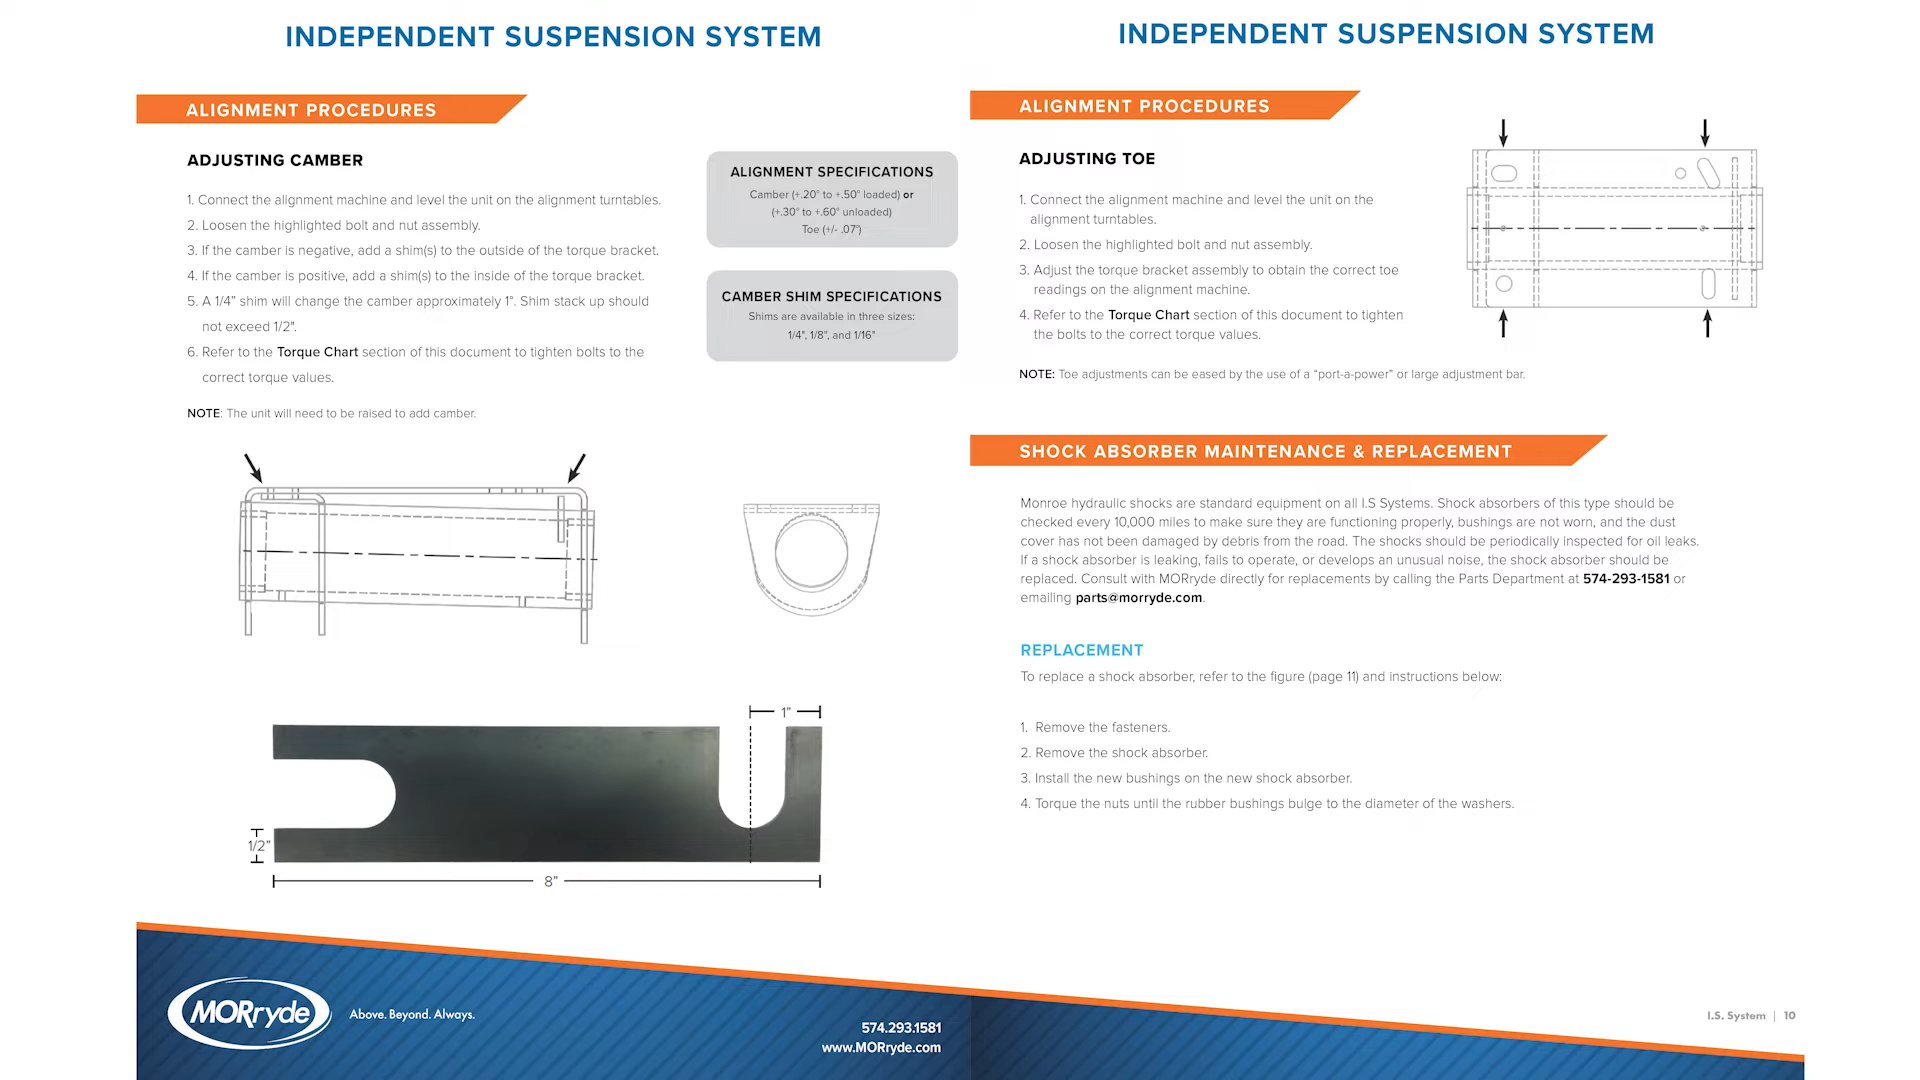 INDEPENDENT SUSPENSION SYSTEM
ALIGNMENT PROCEDURES
ADJUSTING CAMBER
1. Connect the alignment machine and level the unit on the alignment turntables.
2. Loosen the highlighted bolt and nut assembly.
3. If the camber is negative, add a shim(s) to the outside of the torque bracket.
4. If the camber is positive, add a shim(s) to the inside of the torque bracket.
5. A 1/4” shim will change the camber approximately 1°. Shim stack up should
not exceed 1/2".
6. Refer to the Torque Chart section of this document to tighten bolts to the
correct torque values.
NOTE: The unit will need to be raised to add camber.
ALIGNMENT SPECIFICATIONS
Camber (+.20° to +.50° loaded) or
(+.30° to +.60° unloaded)
Toe (+/- .07°)
CAMBER SHIM SPECIFICATIONS
Shims are available in three sizes:
1/4", 1/8", and 1/16"
1”
1/2”
8”
MORryde
Above. Beyond. Always.
574.293.1581
www.MORryde.com
INDEPENDENT SUSPENSION SYSTEM
ALIGNMENT PROCEDURES
ADJUSTING TOE
1. Connect the alignment machine and level the unit on the
alignment turntables.
2. Loosen the highlighted bolt and nut assembly.
3. Adjust the torque bracket assembly to obtain the correct toe
readings on the alignment machine.
4. Refer to the Torque Chart section of this document to tighten
the bolts to the correct torque values.
NOTE: Toe adjustments can be eased by the use of a “port-a-power” or large adjustment bar.
SHOCK ABSORBER MAINTENANCE & REPLACEMENT
Monroe hydraulic shocks are standard equipment on all I.S Systems. Shock absorbers of this type should be
checked every 10,000 miles to make sure they are functioning properly, bushings are not worn, and the dust
cover has not been damaged by debris from the road. The shocks should be periodically inspected for oil leaks.
If a shock absorber is leaking, fails to operate, or develops an unusual noise, the shock absorber should be
replaced. Consult with MORryde directly for replacements by calling the Parts Department at 574-293-1581 or
emailing parts@morryde.com.
REPLACEMENT
To replace a shock absorber, refer to the figure (page 11) and instructions below:
1. Remove the fasteners.
2. Remove the shock absorber.
3. Install the new bushings on the new shock absorber.
4. Torque the nuts until the rubber bushings bulge to the diameter of the washers.
I.S. System | 10